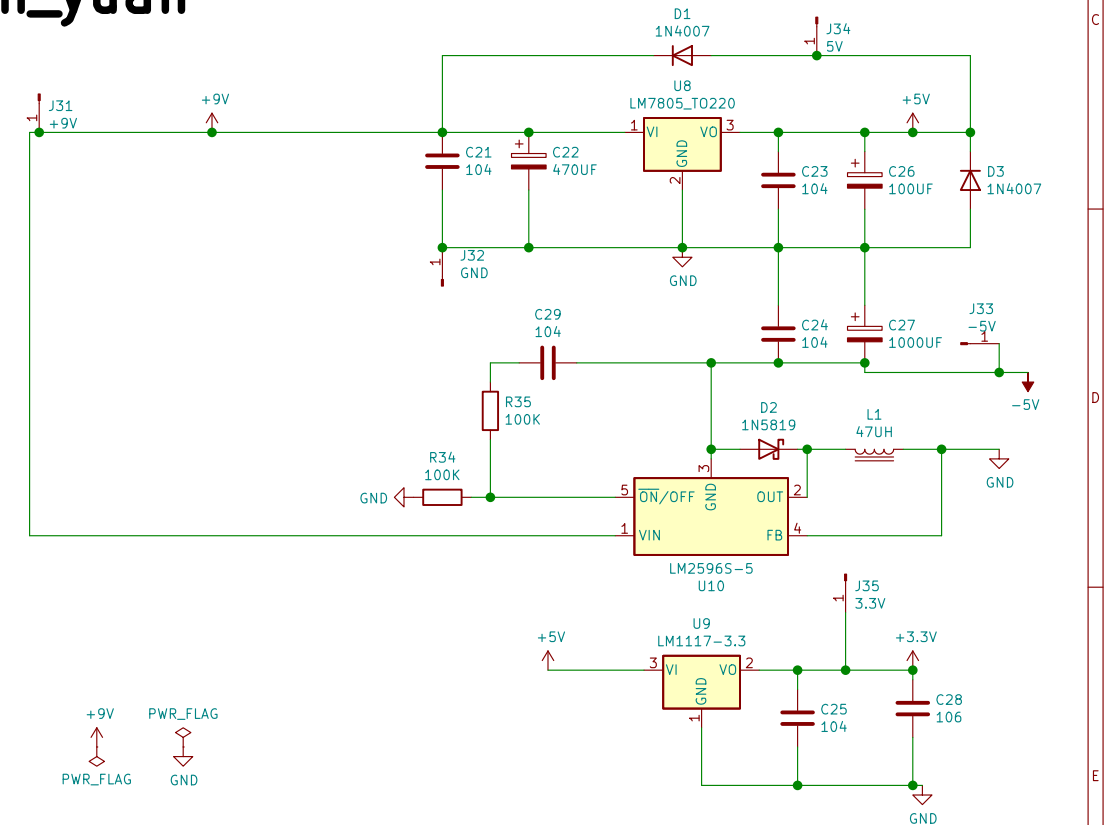 C
D1
1N4007
J34
5V
1
J31
+9V
1
+9V
U8
LM7805_TO220
1
VI
VO
3
GND
2
+5V
+
C21
104
C22
470UF
C23
104
+
C26
100UF
D3
1N4007
1
J32
GND
GND
C29
104
C24
104
+
C27
1000UF
J33
-5V
1
-5V
D
R35
100K
D2
1N5819
L1
47UH
R34
100K
GND
3
GND
GND
5
ON/OFF
OUT
2
1
VIN
FB
4
LM2596S-5
U10
J35
3.3V
1
U9
LM1117-3.3
+5V
+3.3V
3
VI
VO
2
GND
1
C25
104
C28
106
+9V
PWR_FLAG
PWR_FLAG
GND
E
GND